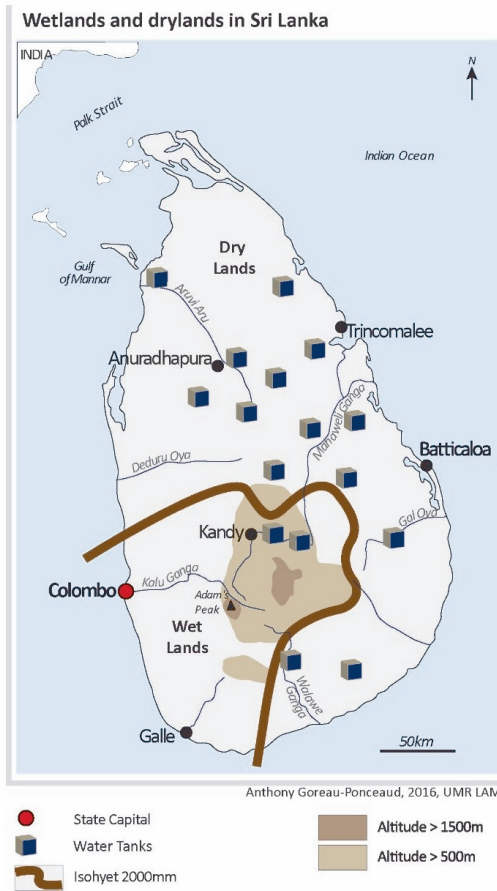 Wetlands and drylands in Sri Lanka
INDIA
N
Palk Strait
Indian Ocean
Dry
Lands
Gulf
of Mannar
Aruvi Aru
Trincomalee
Anuradhapura
Mahaweli Ganga
Deduru Oya
Batticaloa
Gal Oya
Kandy
Colombo
Kalu Ganga
Adam's
Peak
Wet
Lands
Walawe
Ganga
Galle
50km
Anthony Goreau-Ponceaud, 2016, UMR LAM
State Capital
Water Tanks
Isohyet 2000mm
Altitude > 1500m
Altitude > 500m